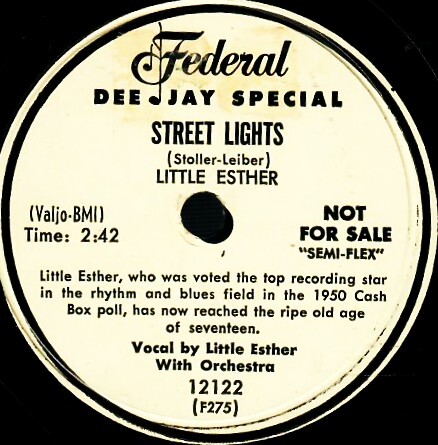 Federal
DEE JAY SPECIAL
STREET LIGHTS
(Stoller-Leiber)
LITTLE ESTHER
(Valjo-BMI)
Time: 2:42
NOT
FOR SALE
"SEMI-FLEX"
Little Esther, who was voted the top recording star
in the rhythm and blues field in the 1950 Cash
Box poll, has now reached the ripe old age
of seventeen.
Vocal by Little Esther
With Orchestra
12122
(F275)